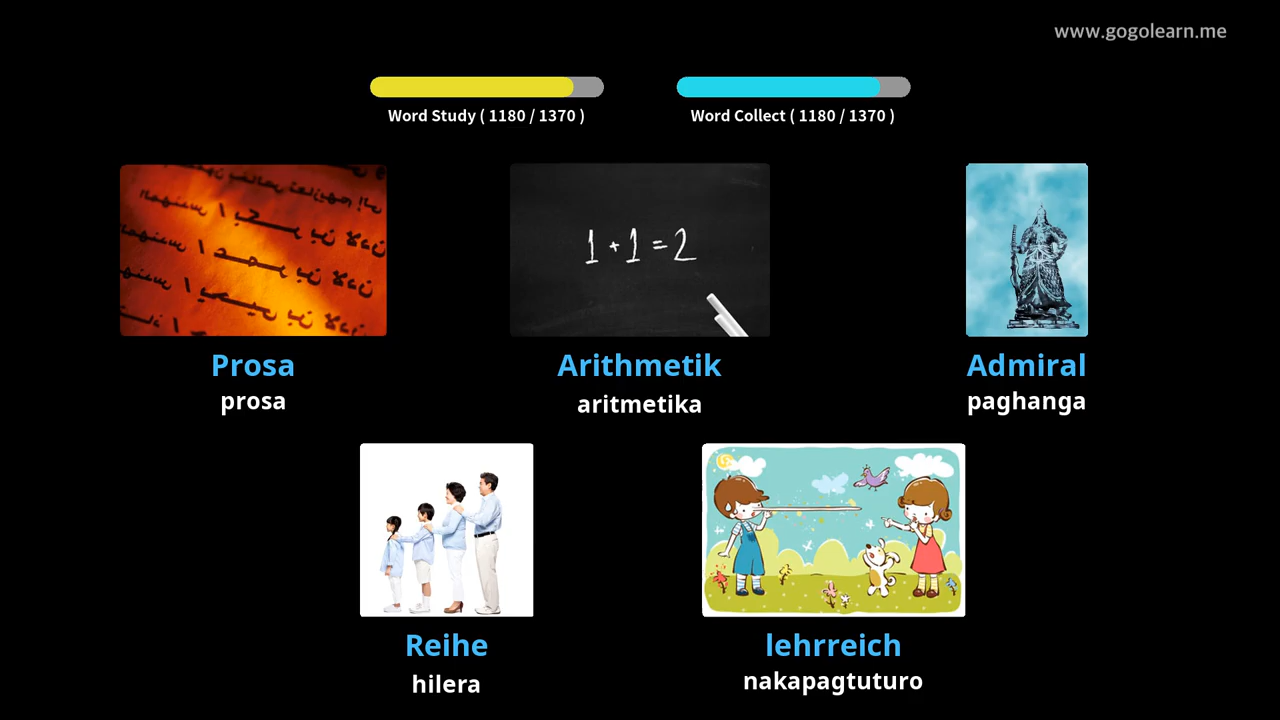 www.gogolearn.me
Word Study ( 1180 / 1370 )
Word Collect ( 1180 / 1370 )
1 + 1 = 2
Prosa
Arithmetik
Admiral
prosa
aritmetika
paghanga
Reihe
lehrreich
hilera
nakapagtuturo